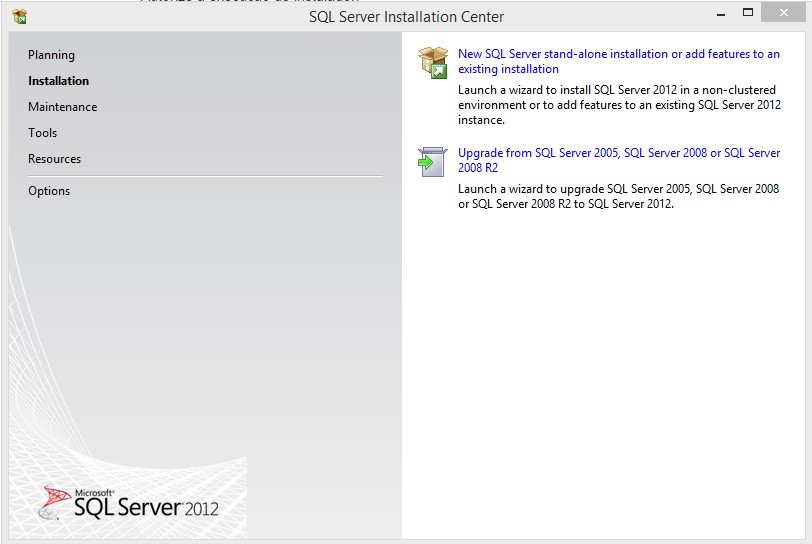 SQL Server Installation Center
Planning
Installation
Maintenance
Tools
Resources
Options
New SQL Server stand-alone installation or add features to an
existing installation
Launch a wizard to install SQL Server 2012 in a non-clustered
environment or to add features to an existing SQL Server 2012
instance.
Upgrade from SQL Server 2005, SQL Server 2008 or SQL Server
2008 R2
Launch a wizard to upgrade SQL Server 2005, SQL Server 2008
or SQL Server 2008 R2 to SQL Server 2012.
Microsoft®
SQL Server® 2012